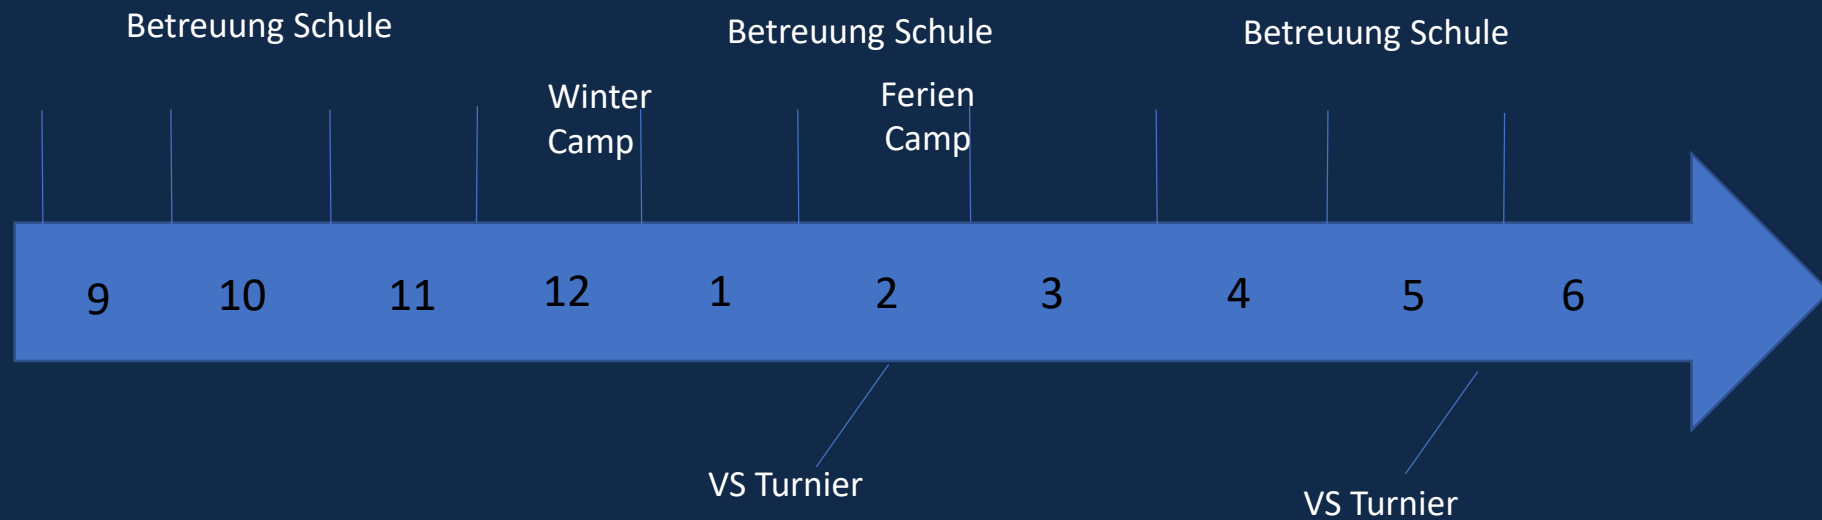 Betreuung Schule
Betreuung Schule
Betreuung Schule
Winter
Camp
Ferien
Camp
9 10 11 12 1 2 3 4 5 6
VS Turnier
VS Turnier